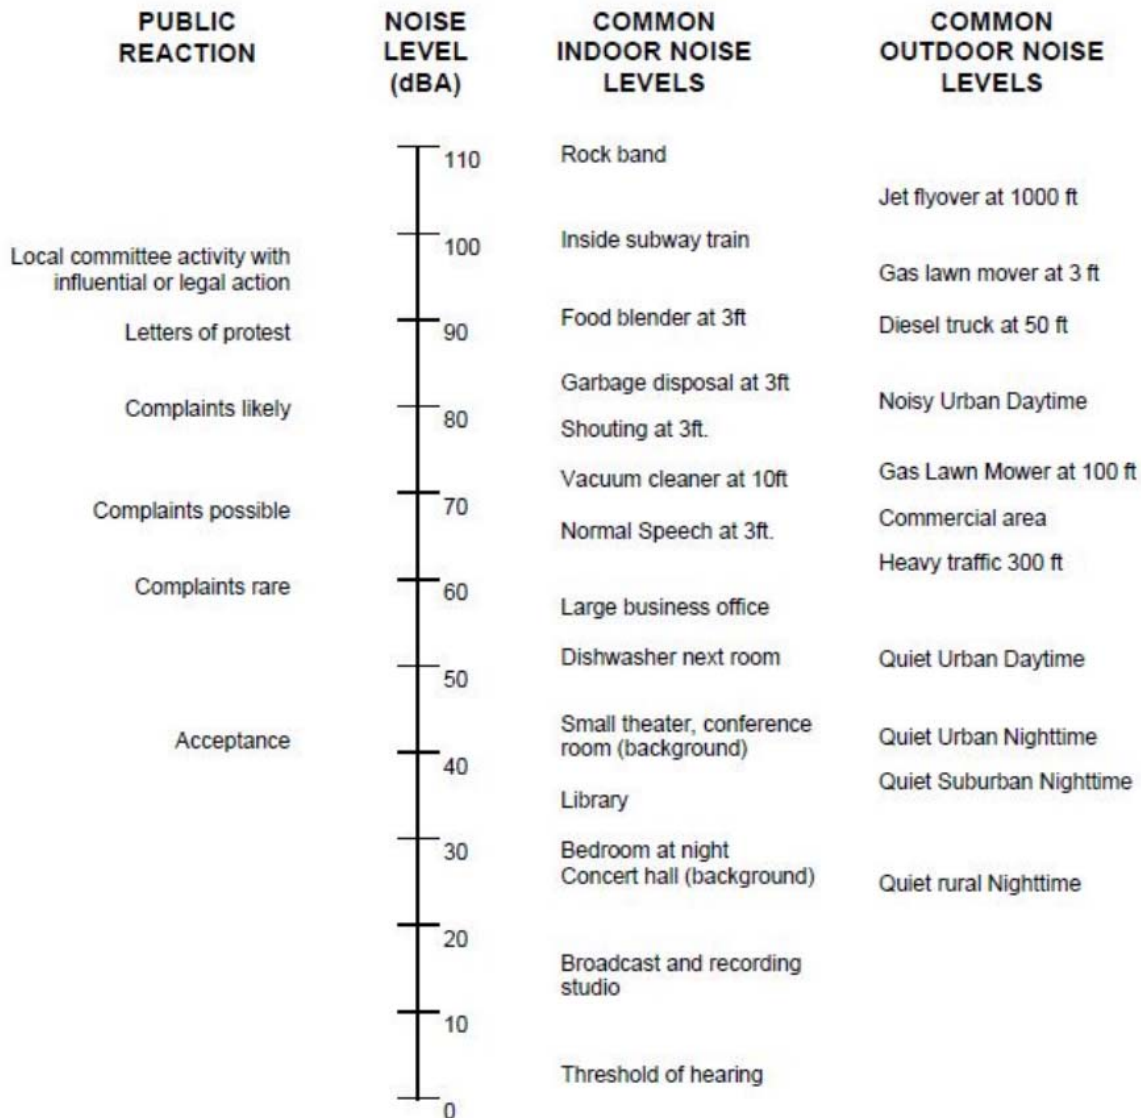 PUBLIC
REACTION
NOISE
LEVEL
(dBA)
COMMON
INDOOR NOISE
LEVELS
COMMON
OUTDOOR NOISE
LEVELS
110
Rock band
Jet flyover at 1000 ft
100
Inside subway train
Local committee activity with
influential or legal action
Gas lawn mover at 3 ft
90
Food blender at 3ft
Diesel truck at 50 ft
Letters of protest
Garbage disposal at 3ft
Noisy Urban Daytime
Complaints likely
80
Shouting at 3ft.
Gas Lawn Mower at 100 ft
Vacuum cleaner at 10ft
70
Complaints possible
Commercial area
Normal Speech at 3ft.
Heavy traffic 300 ft
Complaints rare
60
Large business office
Dishwasher next room
Quiet Urban Daytime
50
Small theater, conference
room (background)
Quiet Urban Nighttime
Acceptance
40
Quiet Suburban Nighttime
Library
30
Bedroom at night
Concert hall (background)
Quiet rural Nighttime
20
Broadcast and recording
studio
10
Threshold of hearing
0